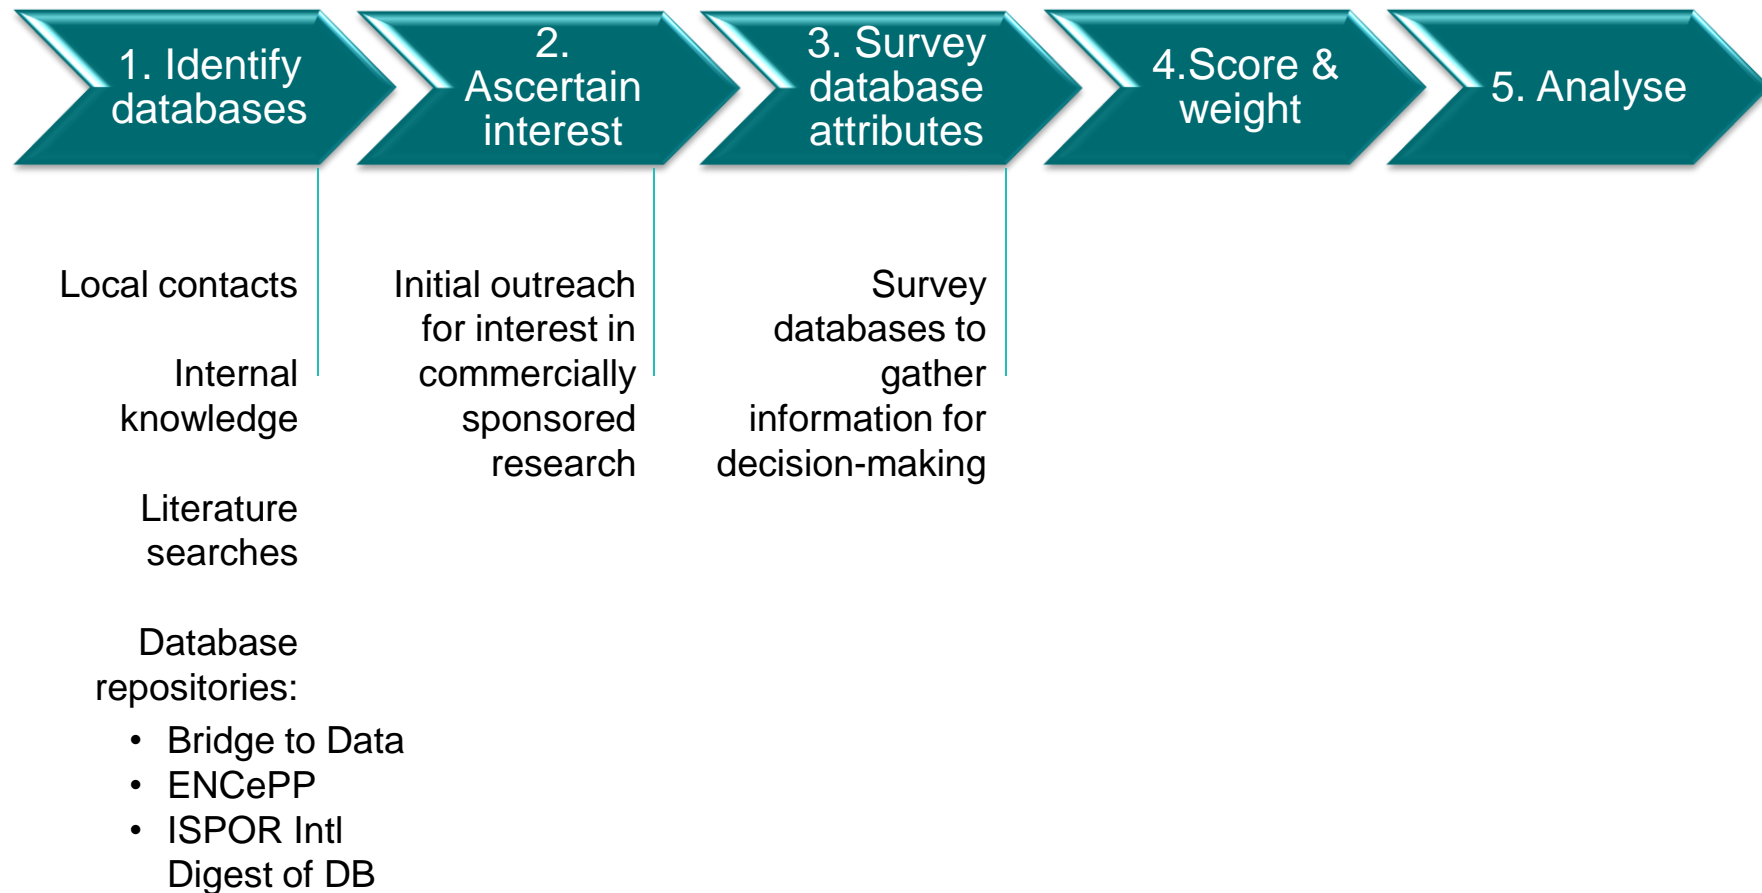 1. Identify
databases
2.
Ascertain
interest
3. Survey
database
attributes
4.Score &
weight
5. Analyse
Local contacts
Internal
knowledge
Literature
searches
Database
repositories:
• Bridge to Data
• ENCePP
• ISPOR Intl
Digest of DB
Initial outreach
for interest in
commercially
sponsored
research
Survey
databases to
gather
information for
decision-making